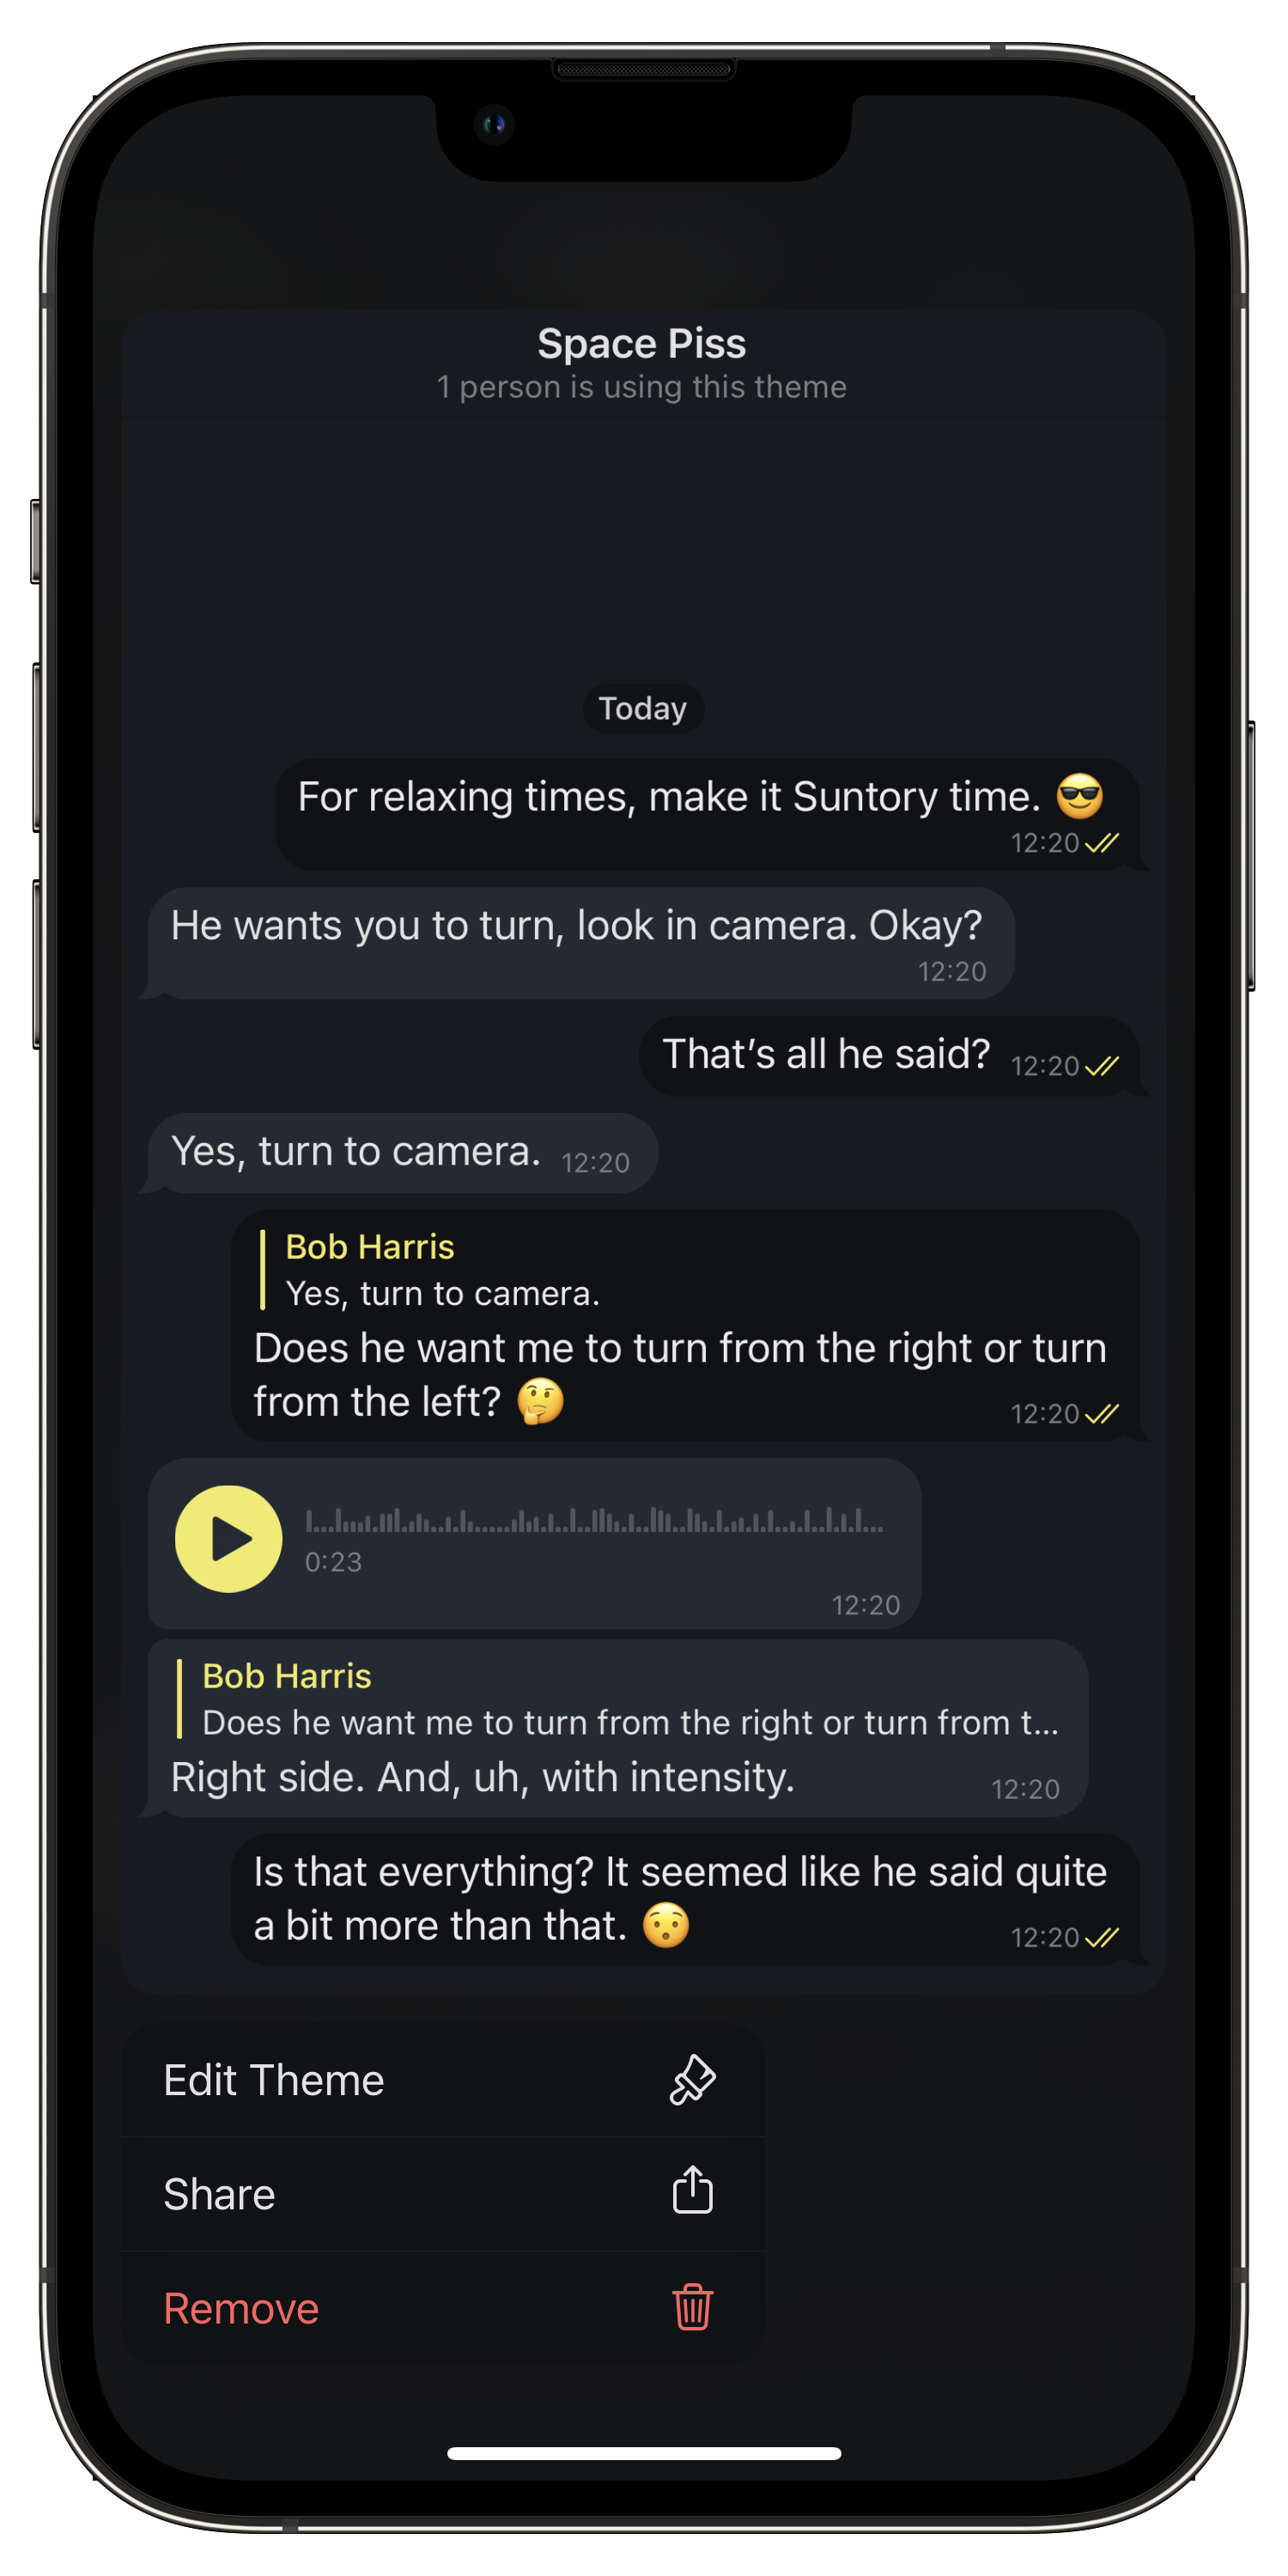 Space Piss
1 person is using this theme
Today
For relaxing times, make it Suntory time. 😎
12:20
He wants you to turn, look in camera. Okay?
12:20
That’s all he said? 12:20
Yes, turn to camera. 12:20
Bob Harris
Yes, turn to camera.
Does he want me to turn from the right or turn
from the left? 🤔 12:20
0:23
12:20
Bob Harris
Does he want me to turn from the right or turn from t...
Right side. And, uh, with intensity. 12:20
Is that everything? It seemed like he said quite
a bit more than that. 😯 12:20
Edit Theme
Share
Remove